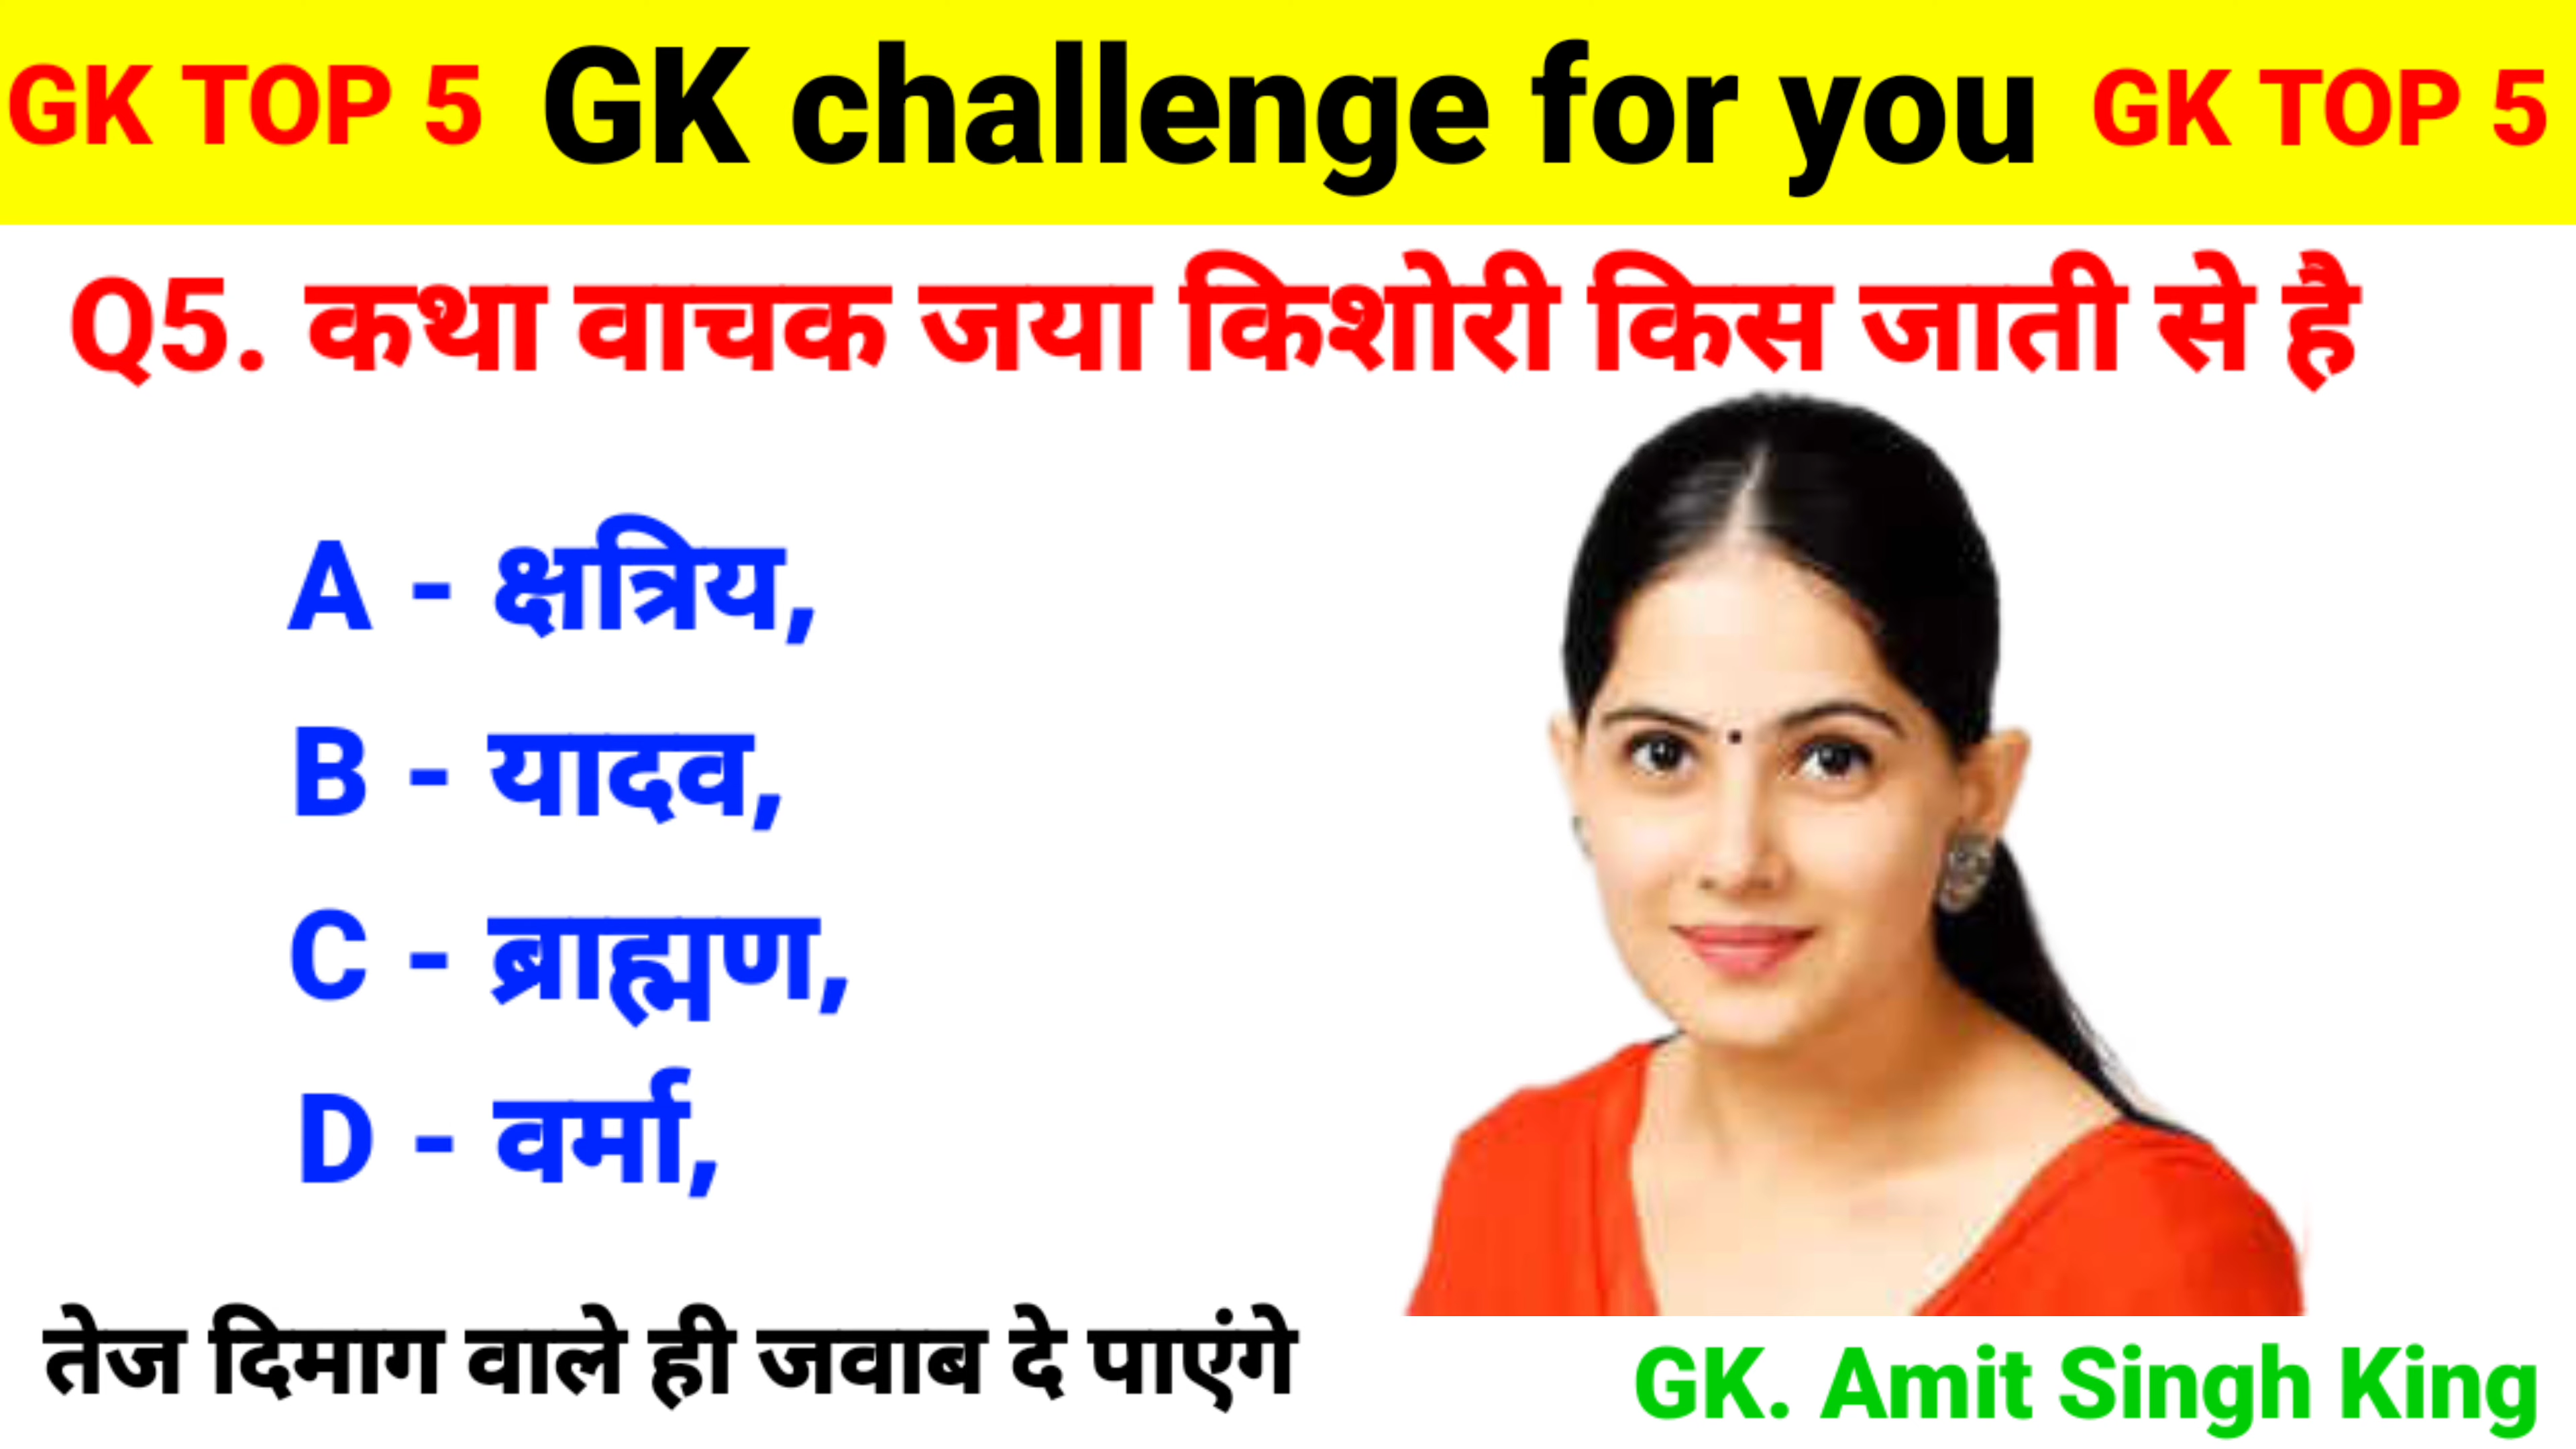 GK TOP 5 GK challenge for you GK TOP 5
Q5. कथा वाचक जया किशोरी किस जाती से है
A - क्षत्रिय,
B - यादव,
C - ब्राह्मण,
D - वर्मा,
तेज दिमाग वाले ही जवाब दे पाएंगे
GK. Amit Singh King